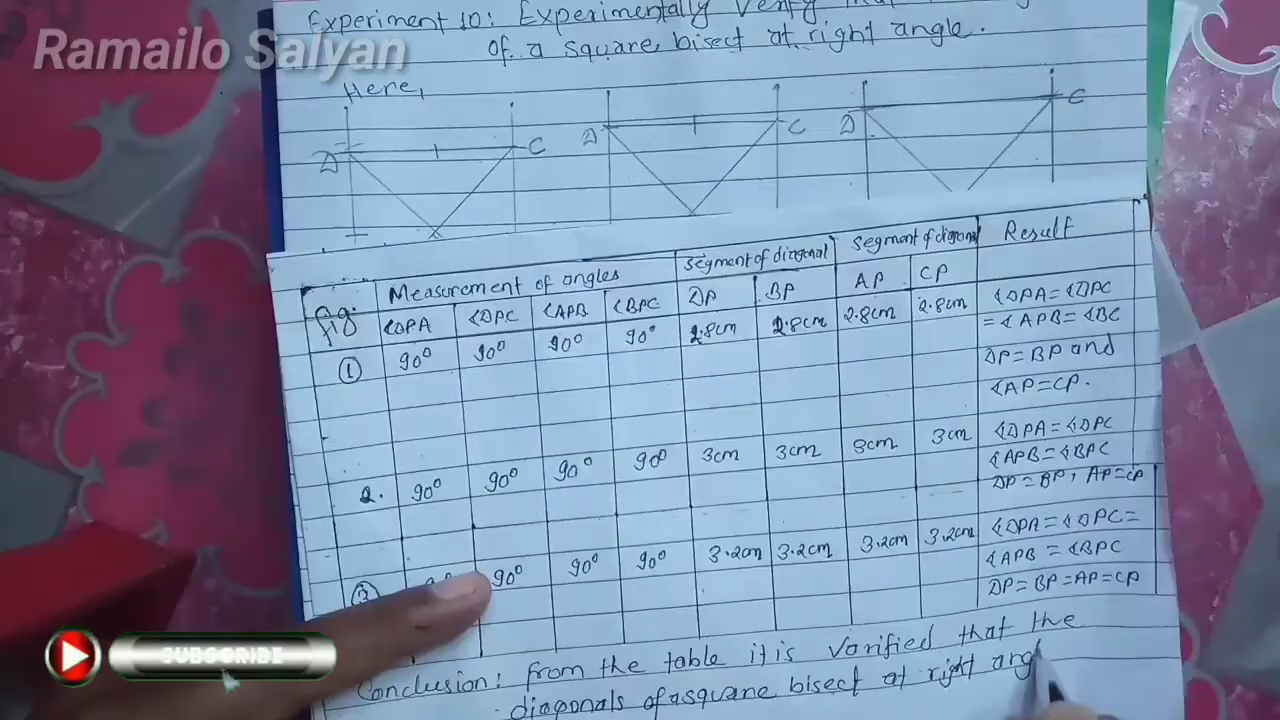 Experiment 10: Experimentally Verify that
Ramailo Salyan
of a square bisect at right angle.
Here,
D C D C D C
fig. Measurement of angles Segment of diagonal Segment of diagonal Result
∢DPA ∢DPC ∢APB ∢BPC DP BP AP CP
① 90° 90° 90° 90° 2.8cm 2.8cm 2.8cm 2.8cm ∢DPA = ∢DPC
= ∢APB = ∢BC
DP = BP and
∢AP = CP.
2. 90° 90° 90° 90° 3cm 3cm 3cm 3cm ∢DPA = ∢DPC
∢APB = ∢BPC
DP = BP, AP = CP
③ 90° 90° 90° 3.2cm 3.2cm 3.2cm 3.2cm ∢DPA = ∢DPC =
∢APB = ∢BPC
DP = BP = AP = CP
SUBSCRIBE
Conclusion: from the table it is varified that the
diagonals of a square bisect at right ang